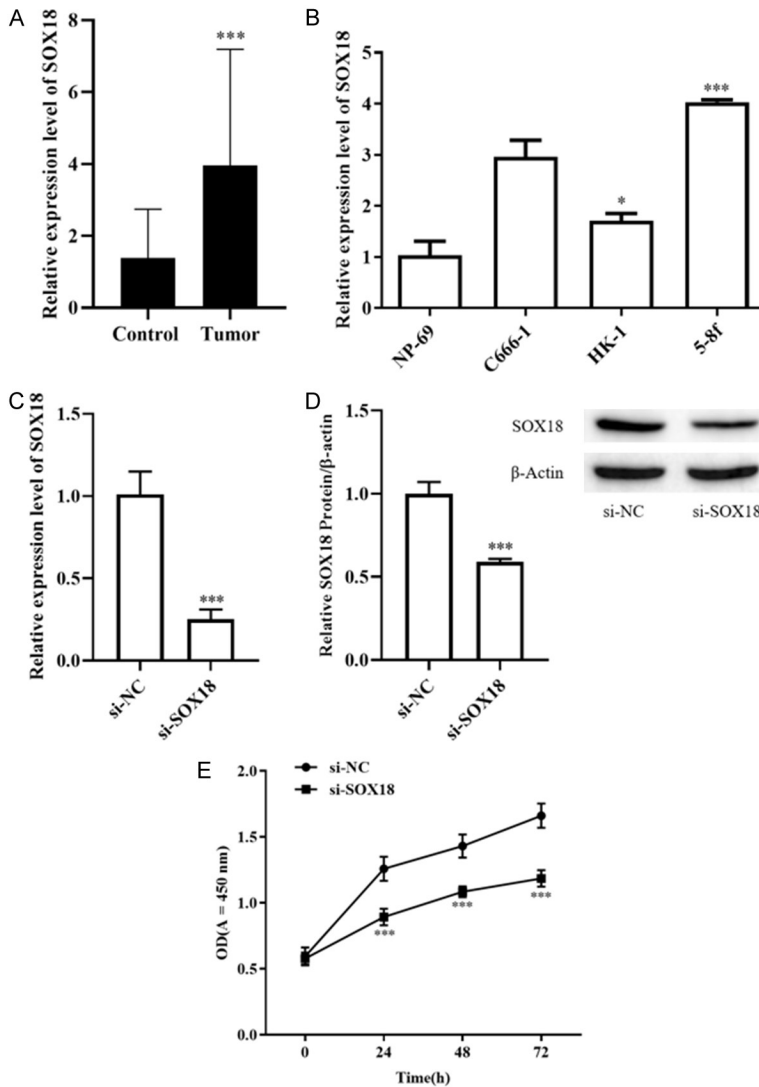 A
Relative expression level of SOX18
8
6
4
2
0
***
Control
Tumor
B
Relative expression level of SOX18
5
4
3
2
1
0
*
***
NP-69
C666-1
HK-1
5-8f
C
Relative expression level of SOX18
1.5
1.0
0.5
0.0
***
si-NC
si-SOX18
D
Relative SOX18 Protein/β-actin
1.5
1.0
0.5
0.0
***
si-NC
si-SOX18
SOX18
β-Actin
si-NC
si-SOX18
E
OD(A = 450 nm)
2.0
1.5
1.0
0.5
0.0
si-NC
si-SOX18
***
***
***
0
24
48
72
Time(h)